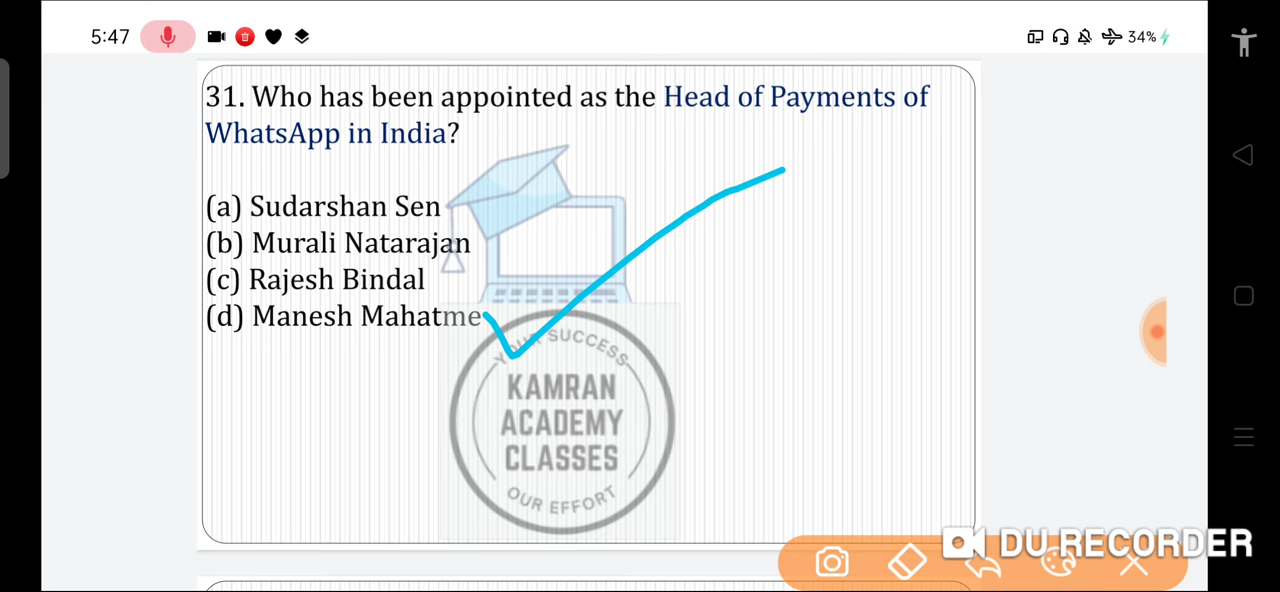 5:47
34%
31. Who has been appointed as the Head of Payments of
WhatsApp in India?
(a) Sudarshan Sen
(b) Murali Natarajan
(c) Rajesh Bindal
(d) Manesh Mahatme
YOUR SUCCESS
KAMRAN
ACADEMY
CLASSES
OUR EFFORT
DU RECORDER